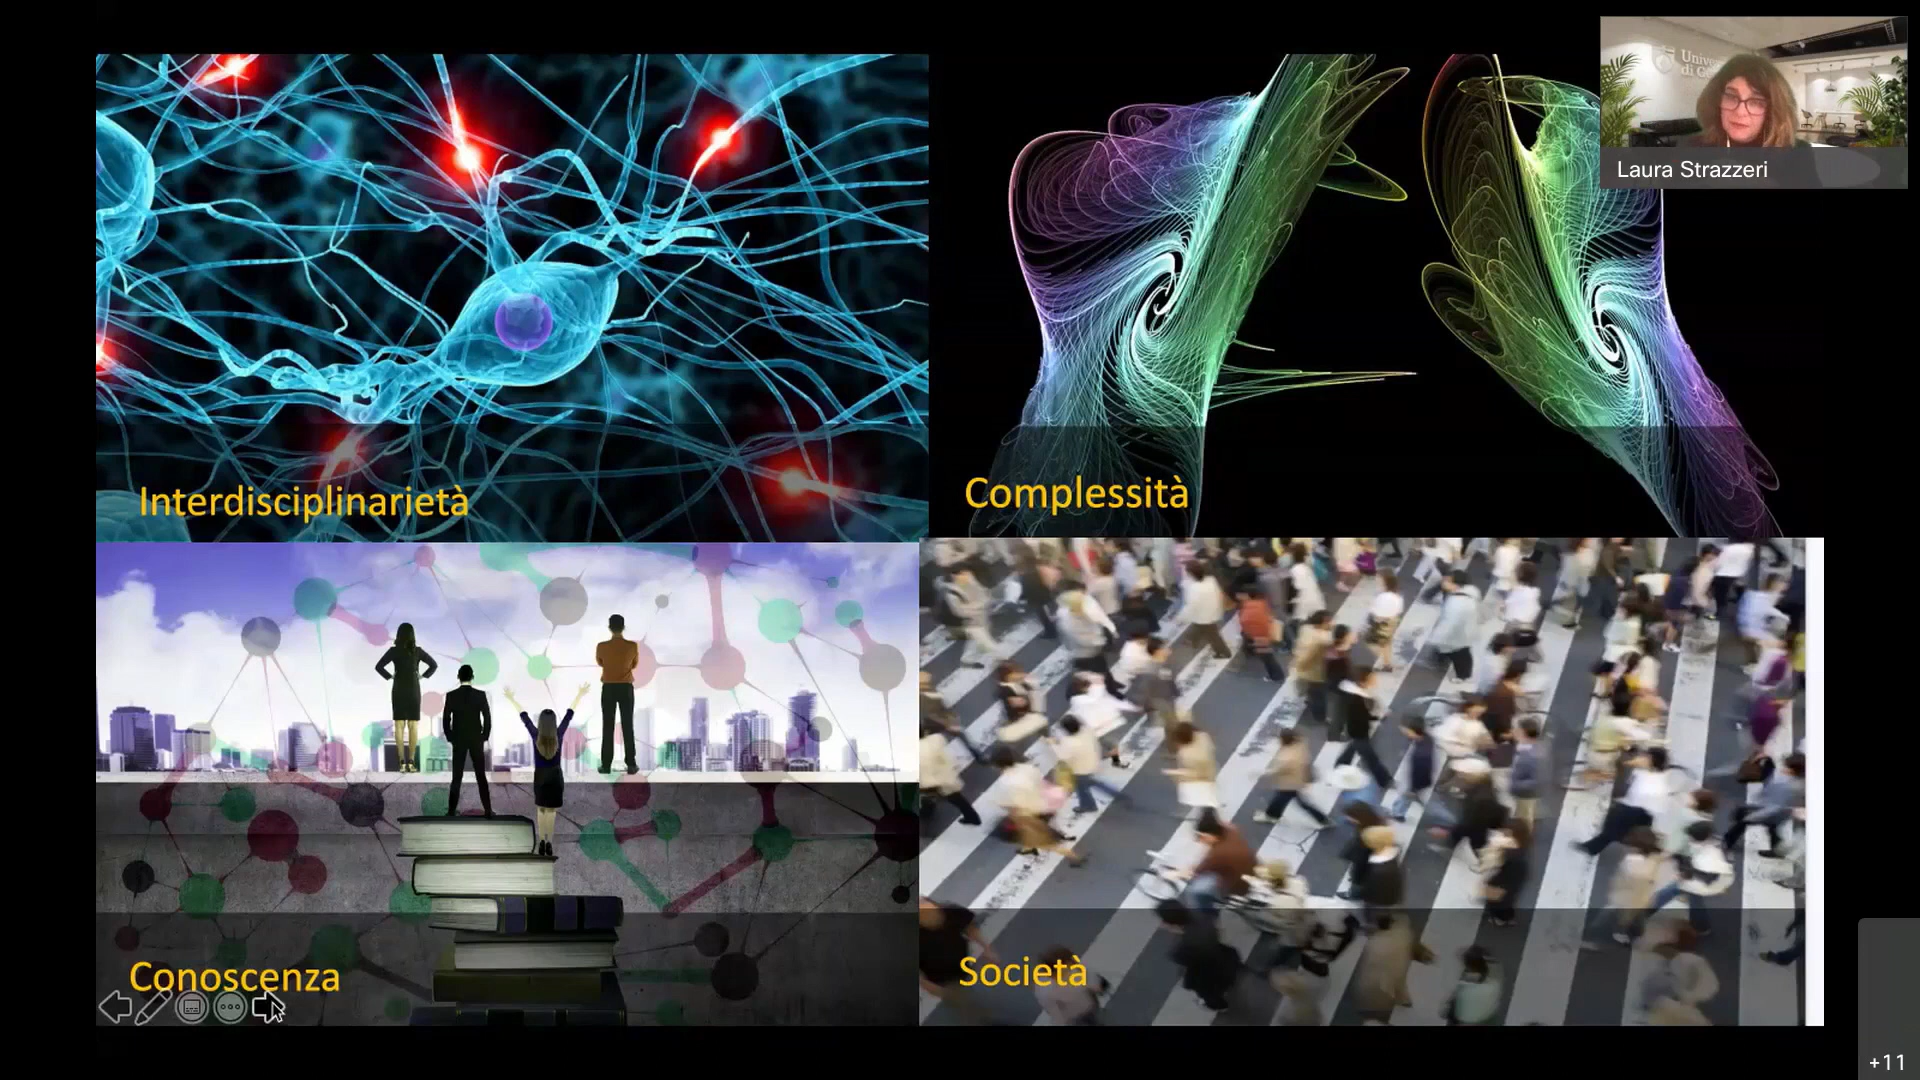 Laura Strazzeri
Interdisciplinarietà
Complessità
Conoscenza
Società
+11